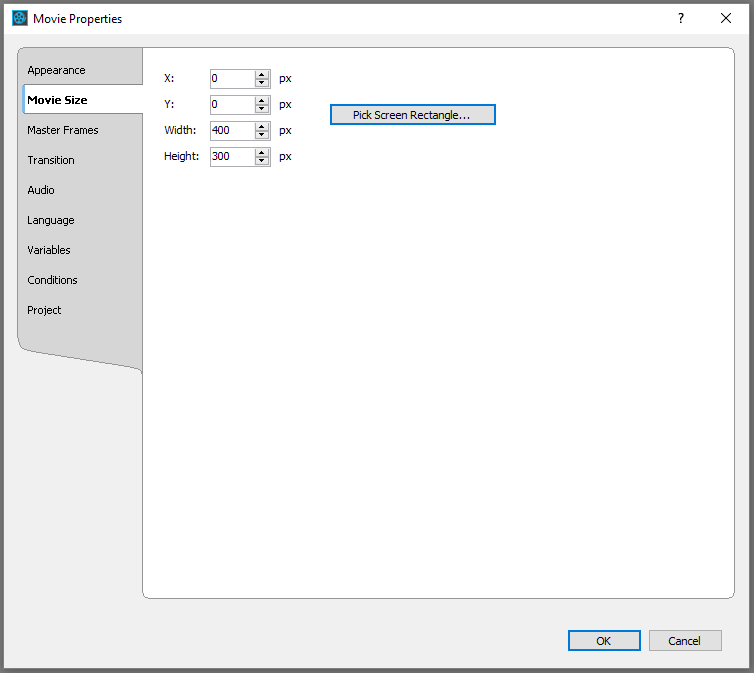 Movie Properties
?
Appearance
Movie Size
Master Frames
Transition
Audio
Language
Variables
Conditions
Project
X: 0 px
Y: 0 px
Width: 400 px
Height: 300 px
Pick Screen Rectangle...
OK
Cancel